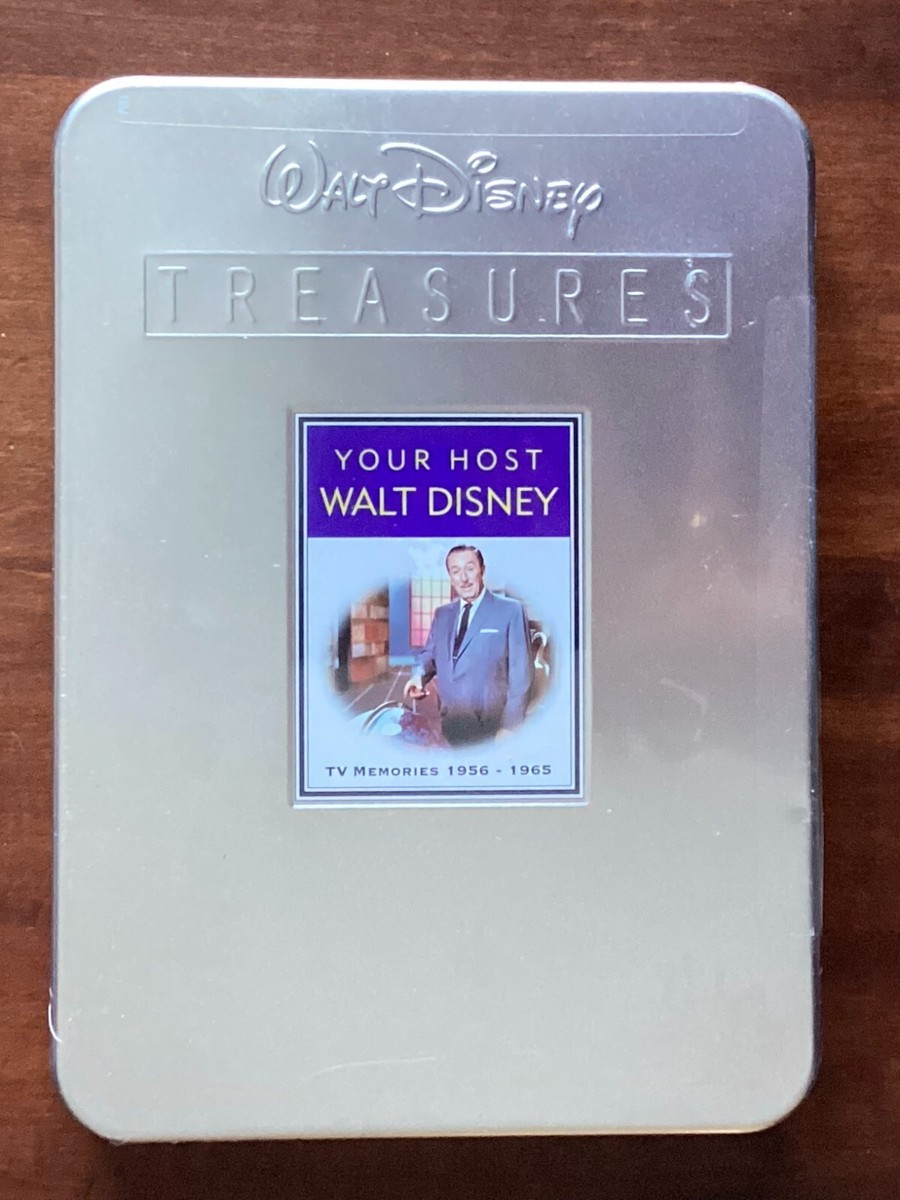 Walt Disney
TREASURES
YOUR HOST
WALT DISNEY
TV MEMORIES 1956 - 1965